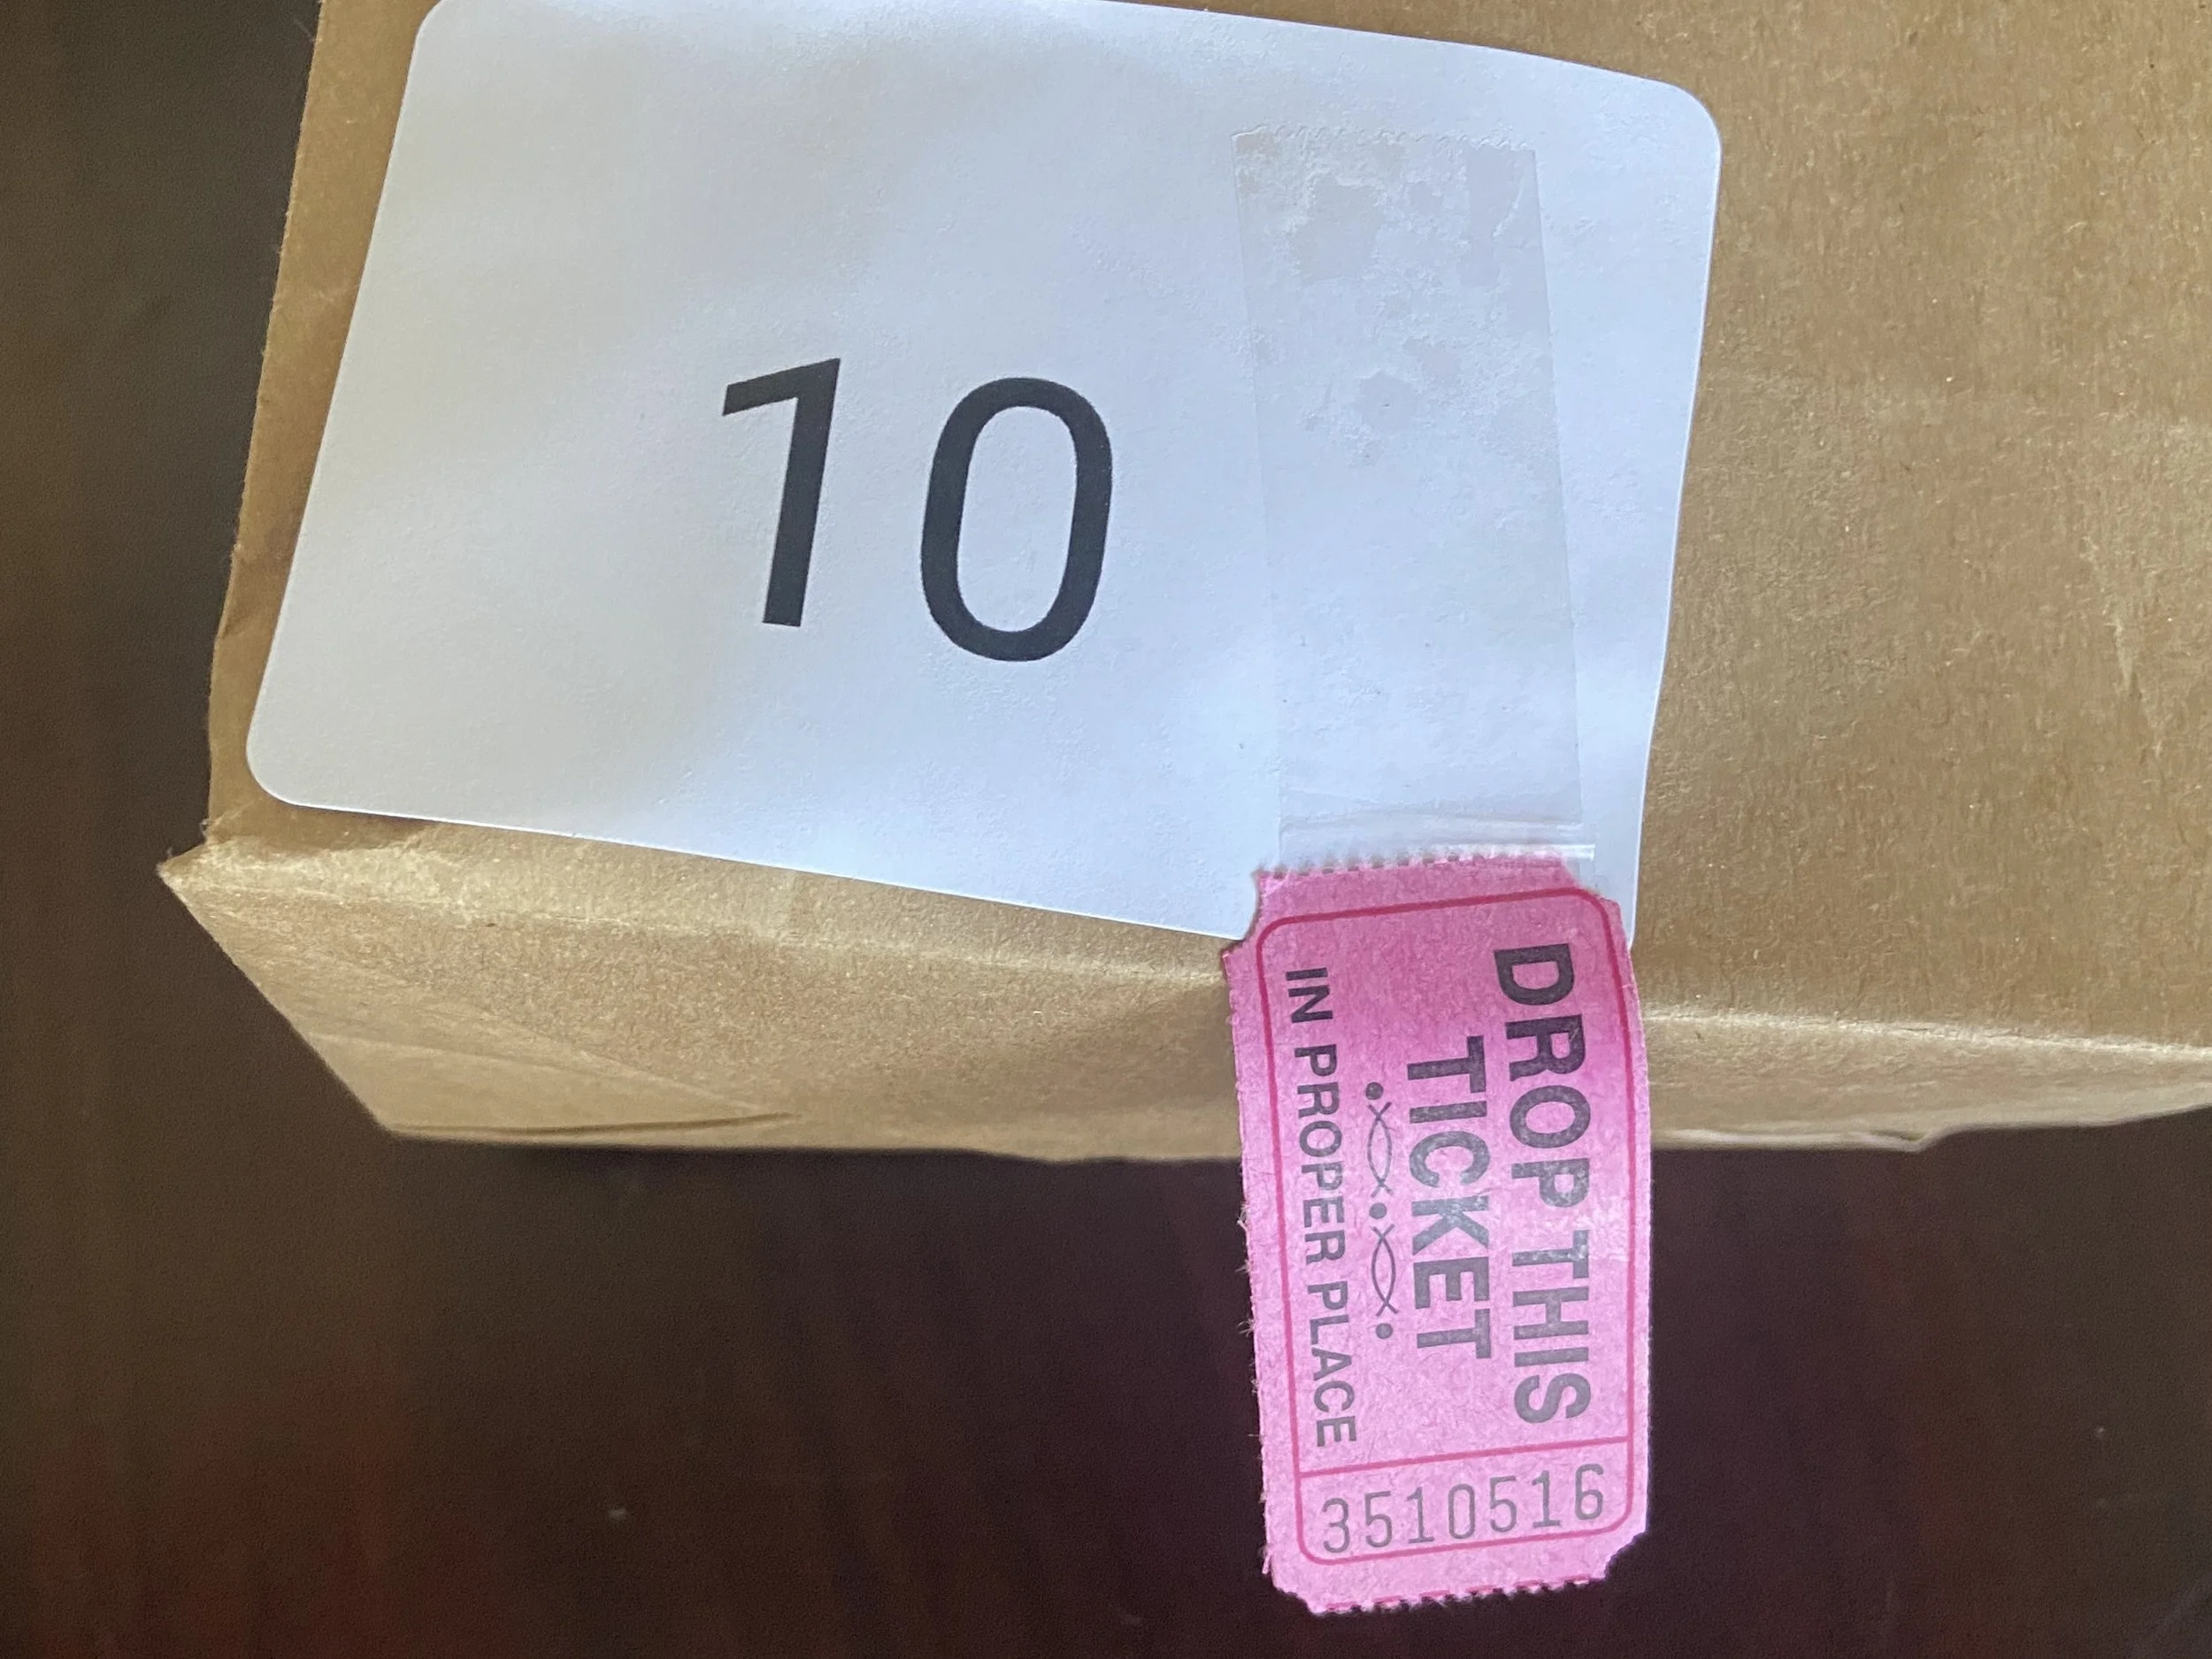 10
DROP THIS
TICKET
IN PROPER PLACE
3510516